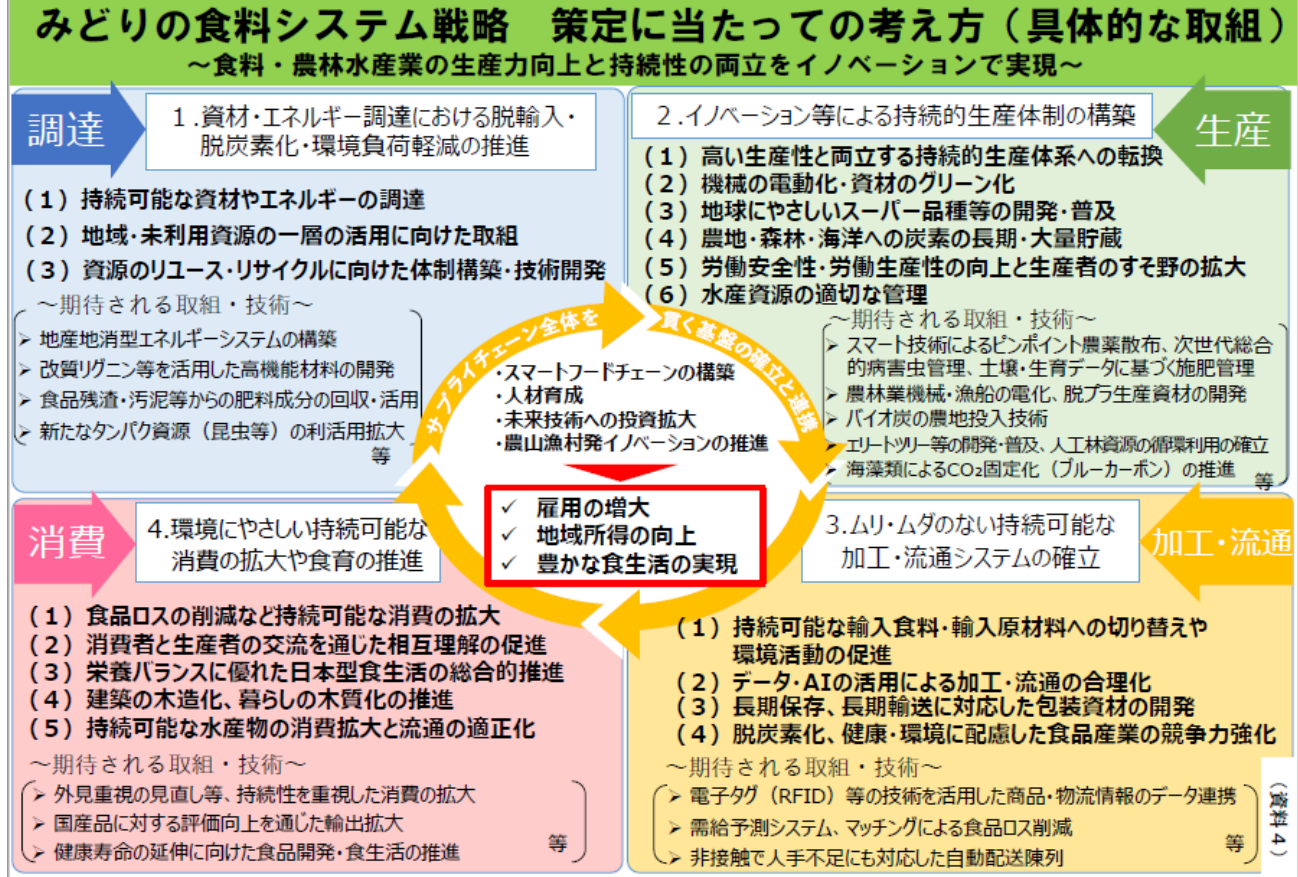 みどりの食料システム戦略　策定に当たっての考え方（具体的な取組）
～食料・農林水産業の生産力向上と持続性の両立をイノベーションで実現～
調達
１.資材・エネルギー調達における脱輸入・
脱炭素化・環境負荷軽減の推進
（１）持続可能な資材やエネルギーの調達
（２）地域・未利用資源の一層の活用に向けた取組
（３）資源のリユース・リサイクルに向けた体制構築・技術開発
～期待される取組・技術～
➢ 地産地消型エネルギーシステムの構築
➢ 改質リグニン等を活用した高機能材料の開発
➢ 食品残渣・汚泥等からの肥料成分の回収・活用
➢ 新たなタンパク資源（昆虫等）の利活用拡大
等
２.イノベーション等による持続的生産体制の構築
生産
（１）高い生産性と両立する持続的生産体系への転換
（２）機械の電動化・資材のグリーン化
（３）地球にやさしいスーパー品種等の開発・普及
（４）農地・森林・海洋への炭素の長期・大量貯蔵
（５）労働安全性・労働生産性の向上と生産者のすそ野の拡大
（６）水産資源の適切な管理
～期待される取組・技術～
➢ スマート技術によるピンポイント農薬散布、次世代総合
的病害虫管理、土壌・生育データに基づく施肥管理
➢ 農林業機械・漁船の電化、脱プラ生産資材の開発
➢ バイオ炭の農地投入技術
➢ エリートツリー等の開発・普及、人工林資源の循環利用の確立
➢ 海藻類によるCO₂固定化（ブルーカーボン）の推進
等
サプライチェーン全体を
貫く基盤の確立と連携
・スマートフードチェーンの構築
・人材育成
・未来技術への投資拡大
・農山漁村発イノベーションの推進
✓ 雇用の増大
✓ 地域所得の向上
✓ 豊かな食生活の実現
消費
4.環境にやさしい持続可能な
消費の拡大や食育の推進
（１）食品ロスの削減など持続可能な消費の拡大
（２）消費者と生産者の交流を通じた相互理解の促進
（３）栄養バランスに優れた日本型食生活の総合的推進
（４）建築の木造化、暮らしの木質化の推進
（５）持続可能な水産物の消費拡大と流通の適正化
～期待される取組・技術～
➢ 外見重視の見直し等、持続性を重視した消費の拡大
➢ 国産品に対する評価向上を通じた輸出拡大
➢ 健康寿命の延伸に向けた食品開発・食生活の推進
等
3.ムリ・ムダのない持続可能な
加工・流通システムの確立
加工・流通
（１）持続可能な輸入食料・輸入原材料への切り替えや
環境活動の促進
（２）データ・AIの活用による加工・流通の合理化
（３）長期保存、長期輸送に対応した包装資材の開発
（４）脱炭素化、健康・環境に配慮した食品産業の競争力強化
～期待される取組・技術～
➢ 電子タグ（RFID）等の技術を活用した商品・物流情報のデータ連携
➢ 需給予測システム、マッチングによる食品ロス削減
➢ 非接触で人手不足にも対応した自動配送陳列
等
（資料４）